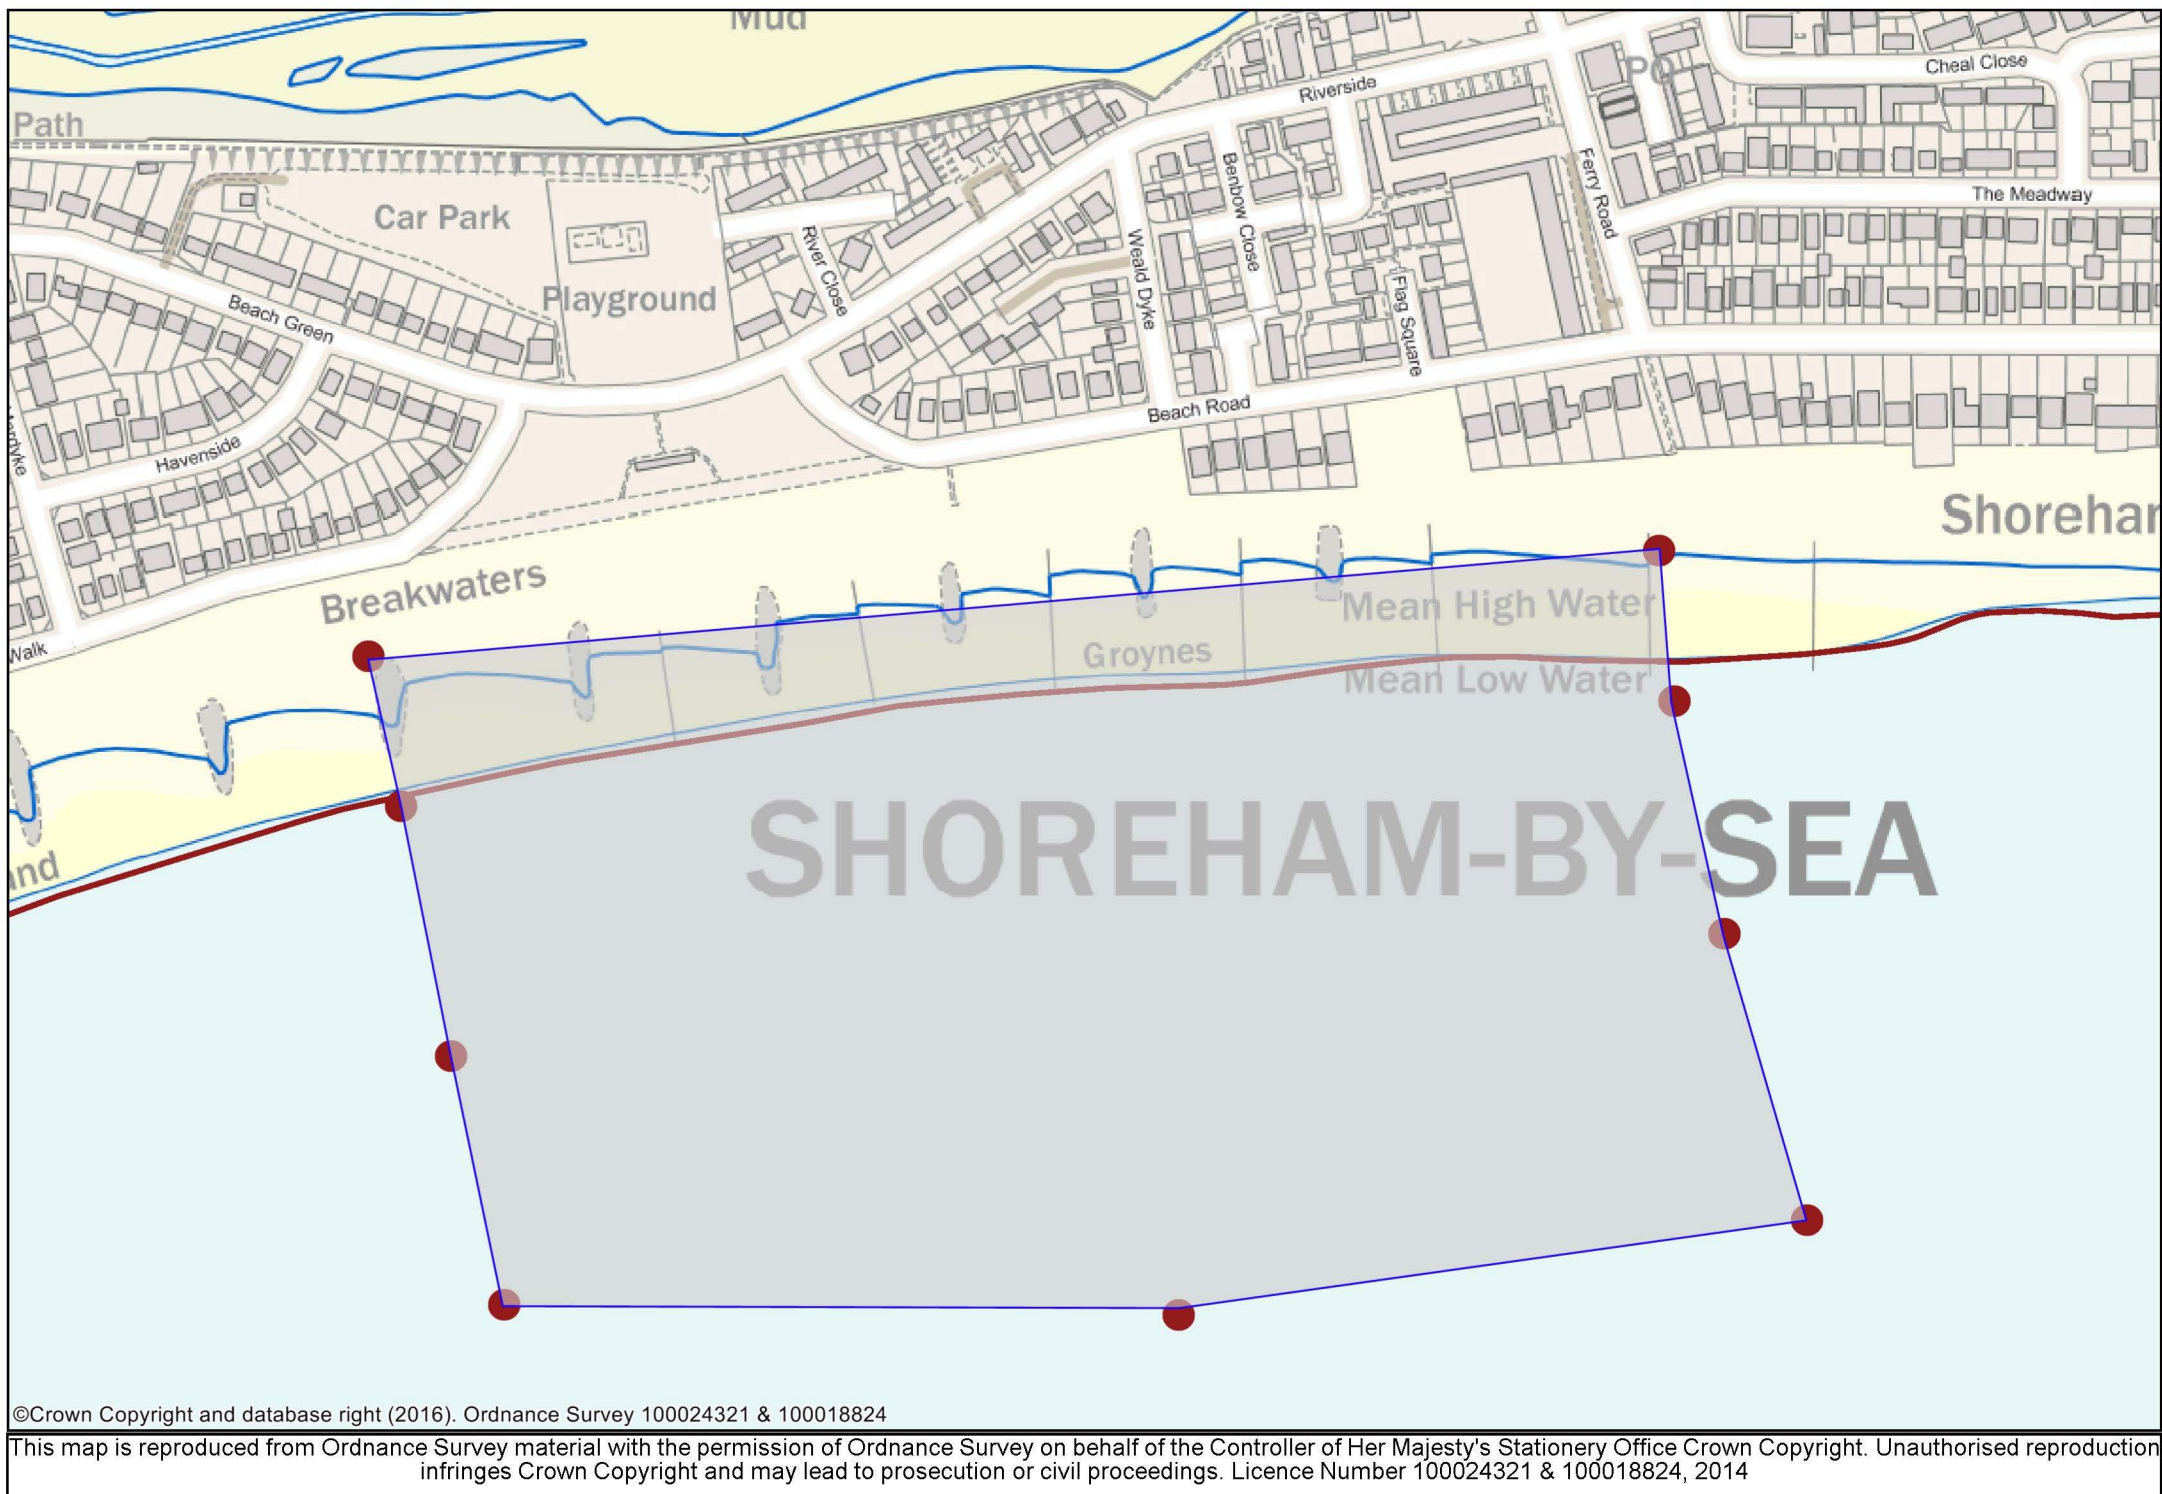 Mud
Riverside
PO
Cheal Close
Path
Car Park
Benbow Close
Ferry Road
The Meadway
River Close
Weald Dyke
Playground
Beach Green
Flag Square
Beach Road
Havenside
Shoreham
Breakwaters
Mean High Water
Walk
Groynes
Mean Low Water
SHOREHAM-BY-SEA
©Crown Copyright and database right (2016). Ordnance Survey 100024321 & 100018824
This map is reproduced from Ordnance Survey material with the permission of Ordnance Survey on behalf of the Controller of Her Majesty's Stationery Office Crown Copyright. Unauthorised reproduction
infringes Crown Copyright and may lead to prosecution or civil proceedings. Licence Number 100024321 & 100018824, 2014